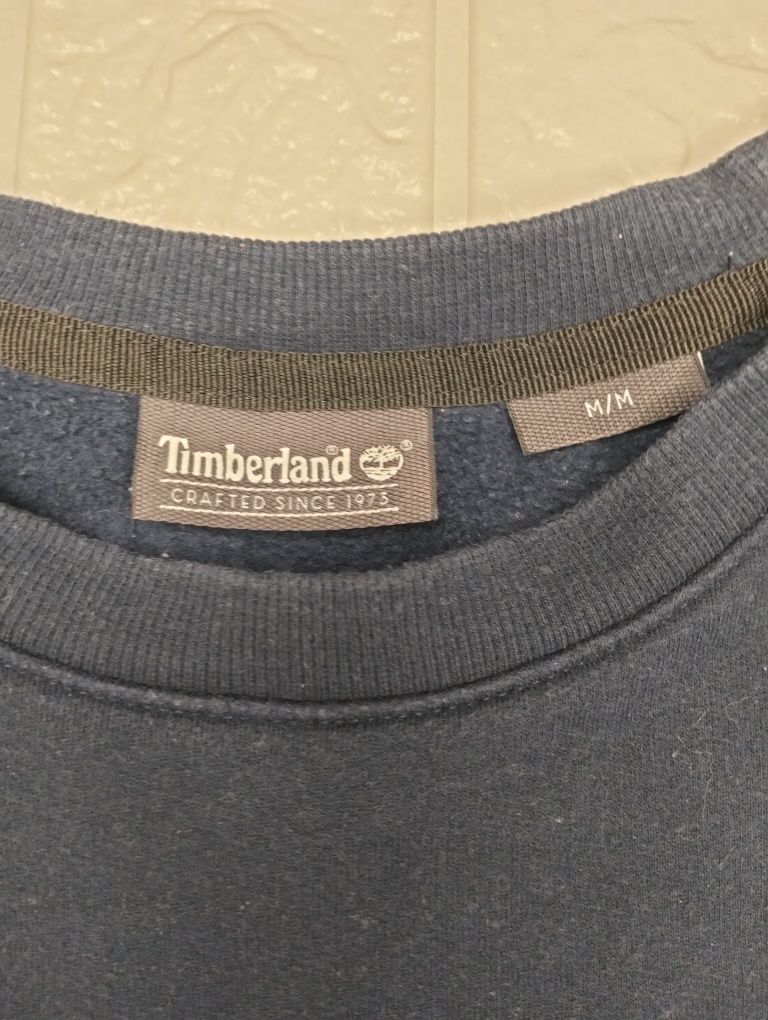 Timberland ®
CRAFTED SINCE 1973
M/M